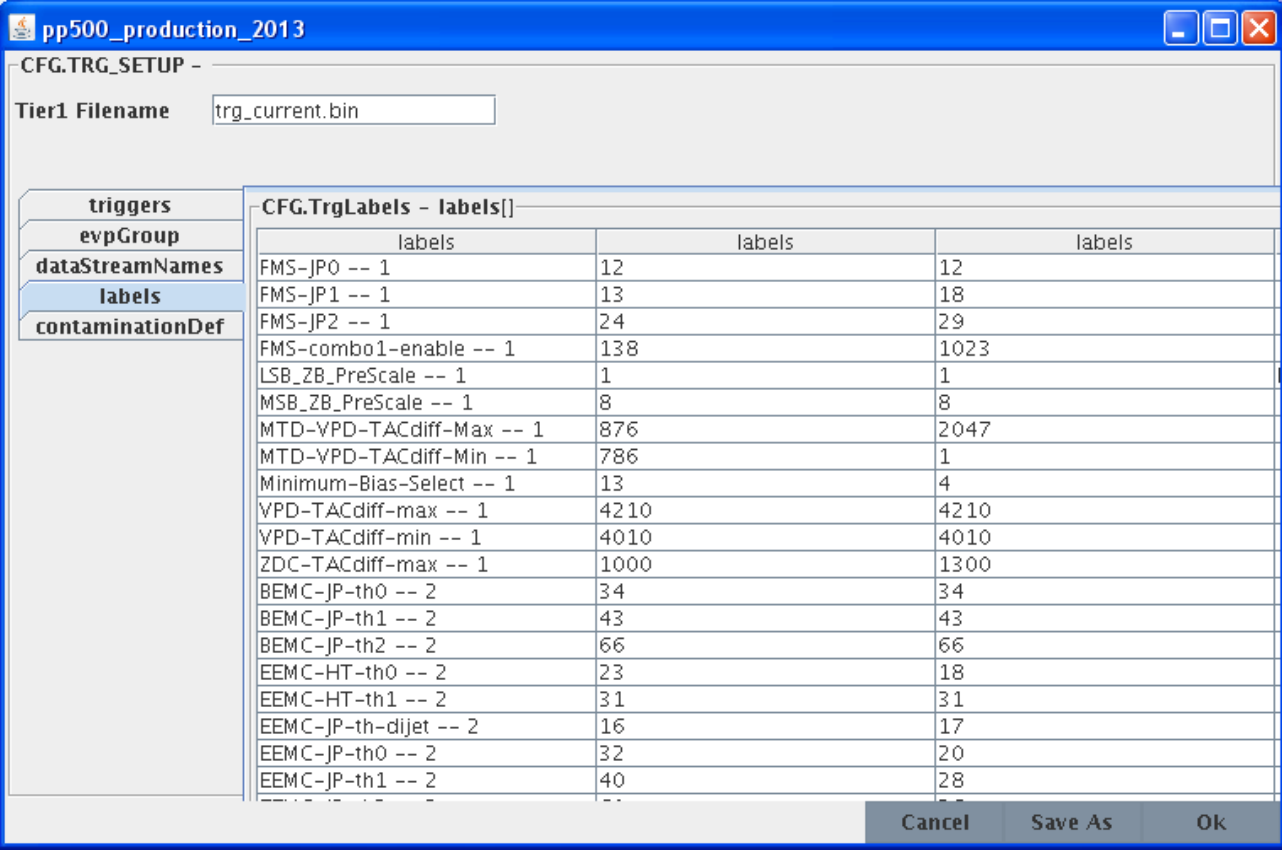 pp500_production_2013
CFG.TRG_SETUP -
Tier1 Filename trg_current.bin
triggers
evpGroup
dataStreamNames
labels
contaminationDef
CFG.TrgLabels - labels[]
labels labels labels
FMS-JP0 -- 1 12 12
FMS-JP1 -- 1 13 18
FMS-JP2 -- 1 24 29
FMS-combo1-enable -- 1 138 1023
LSB_ZB_PreScale -- 1 1 1
MSB_ZB_PreScale -- 1 8 8
MTD-VPD-TACdiff-Max -- 1 876 2047
MTD-VPD-TACdiff-Min -- 1 786 1
Minimum-Bias-Select -- 1 13 4
VPD-TACdiff-max -- 1 4210 4210
VPD-TACdiff-min -- 1 4010 4010
ZDC-TACdiff-max -- 1 1000 1300
BEMC-JP-th0 -- 2 34 34
BEMC-JP-th1 -- 2 43 43
BEMC-JP-th2 -- 2 66 66
EEMC-HT-th0 -- 2 23 18
EEMC-HT-th1 -- 2 31 31
EEMC-JP-th-dijet -- 2 16 17
EEMC-JP-th0 -- 2 32 20
EEMC-JP-th1 -- 2 40 28
Cancel Save As Ok